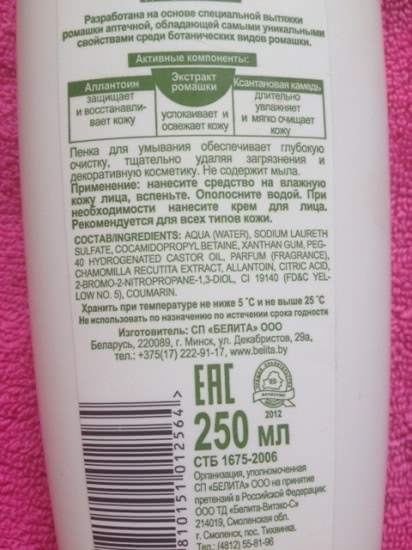 Разработана на основе специальной вытяжки
ромашки аптечной, обладающей самыми уникальными
свойствами среди ботанических видов ромашки.
Активные компоненты:
Аллантоин
защищает
и восстанавли-
вает кожу
Экстракт
ромашки
успокаивает и
освежает кожу
Ксантановая камедь
длительно
увлажняет
и мягко очищает
кожу
Пенка для умывания обеспечивает глубокую
очистку, тщательно удаляя загрязнения и
декоративную косметику. Не содержит мыла.
Применение: нанесите средство на влажную
кожу лица, вспеньте. Ополосните водой. При
необходимости нанесите крем для лица.
Рекомендуется для всех типов кожи.
СОСТАВ/INGREDIENTS: AQUA (WATER), SODIUM LAURETH
SULFATE, COCAMIDOPROPYL BETAINE, XANTHAN GUM, PEG-
40 HYDROGENATED CASTOR OIL, PARFUM (FRAGRANCE),
CHAMOMILLA RECUTITA EXTRACT, ALLANTOIN, CITRIC ACID,
2-BROMO-2-NITROPROPANE-1,3-DIOL, CI 19140 (FD&C YEL-
LOW NO. 5), COUMARIN.
Хранить при температуре не ниже 5 °С и не выше 25 °С
Не использовать по назначению по истечении срока годности
Изготовитель: СП «БЕЛИТА» ООО
Беларусь, 220089, г. Минск, ул. Декабристов, 29а,
тел.: +375(17) 222-91-17, www.belita.by
EAC
2012
250 мл
СТБ 1675-2006
Организация, уполномоченная
СП «БЕЛИТА» ООО на принятие
претензий в Российской Федерации:
ООО ТД «Белита-Витэкс-С»
214019, Смоленская обл.
г. Смоленск, пос. Тихвинка.
Тел.: (4812) 55-81-96
810151 012564